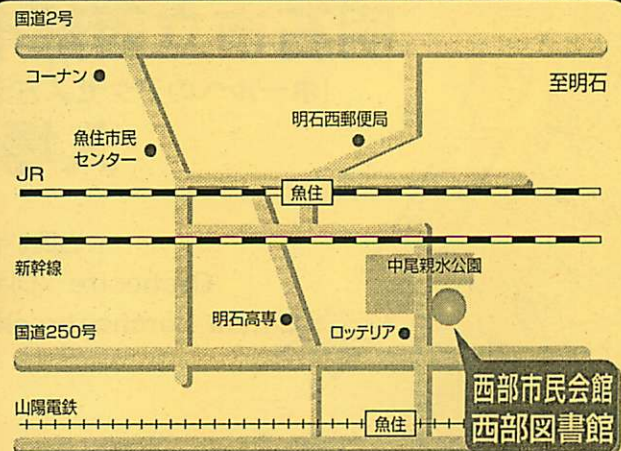 国道2号
コーナン
至明石
明石西郵便局
魚住市民
センター
JR
魚住
新幹線
中尾親水公園
明石高専
ロッテリア
国道250号
西部市民会館
西部図書館
山陽電鉄
魚住